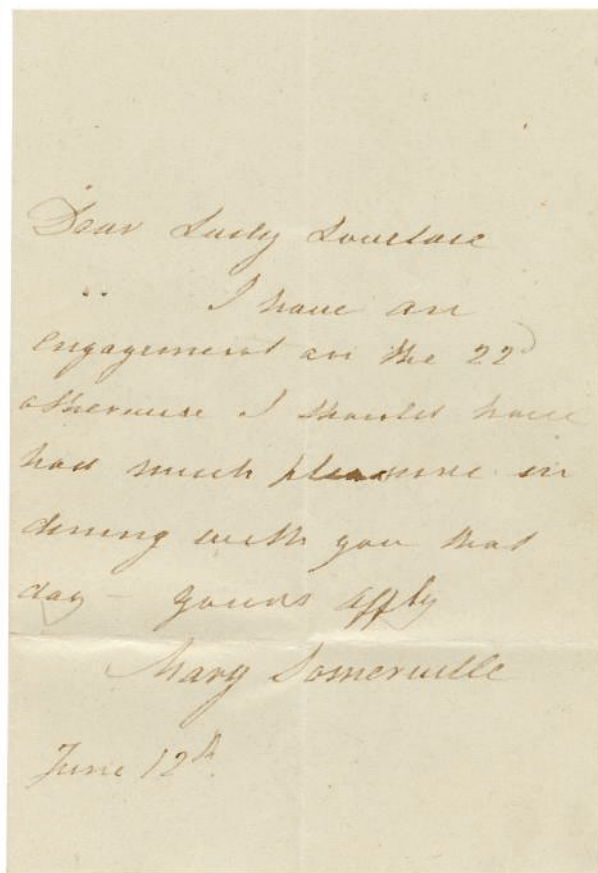 Dear Lady Lovelace
I have an
engagement on the 22d
otherwise I should have
had much pleasure in
dining with you that
day – yours affly
Mary Somerville
June 12th.